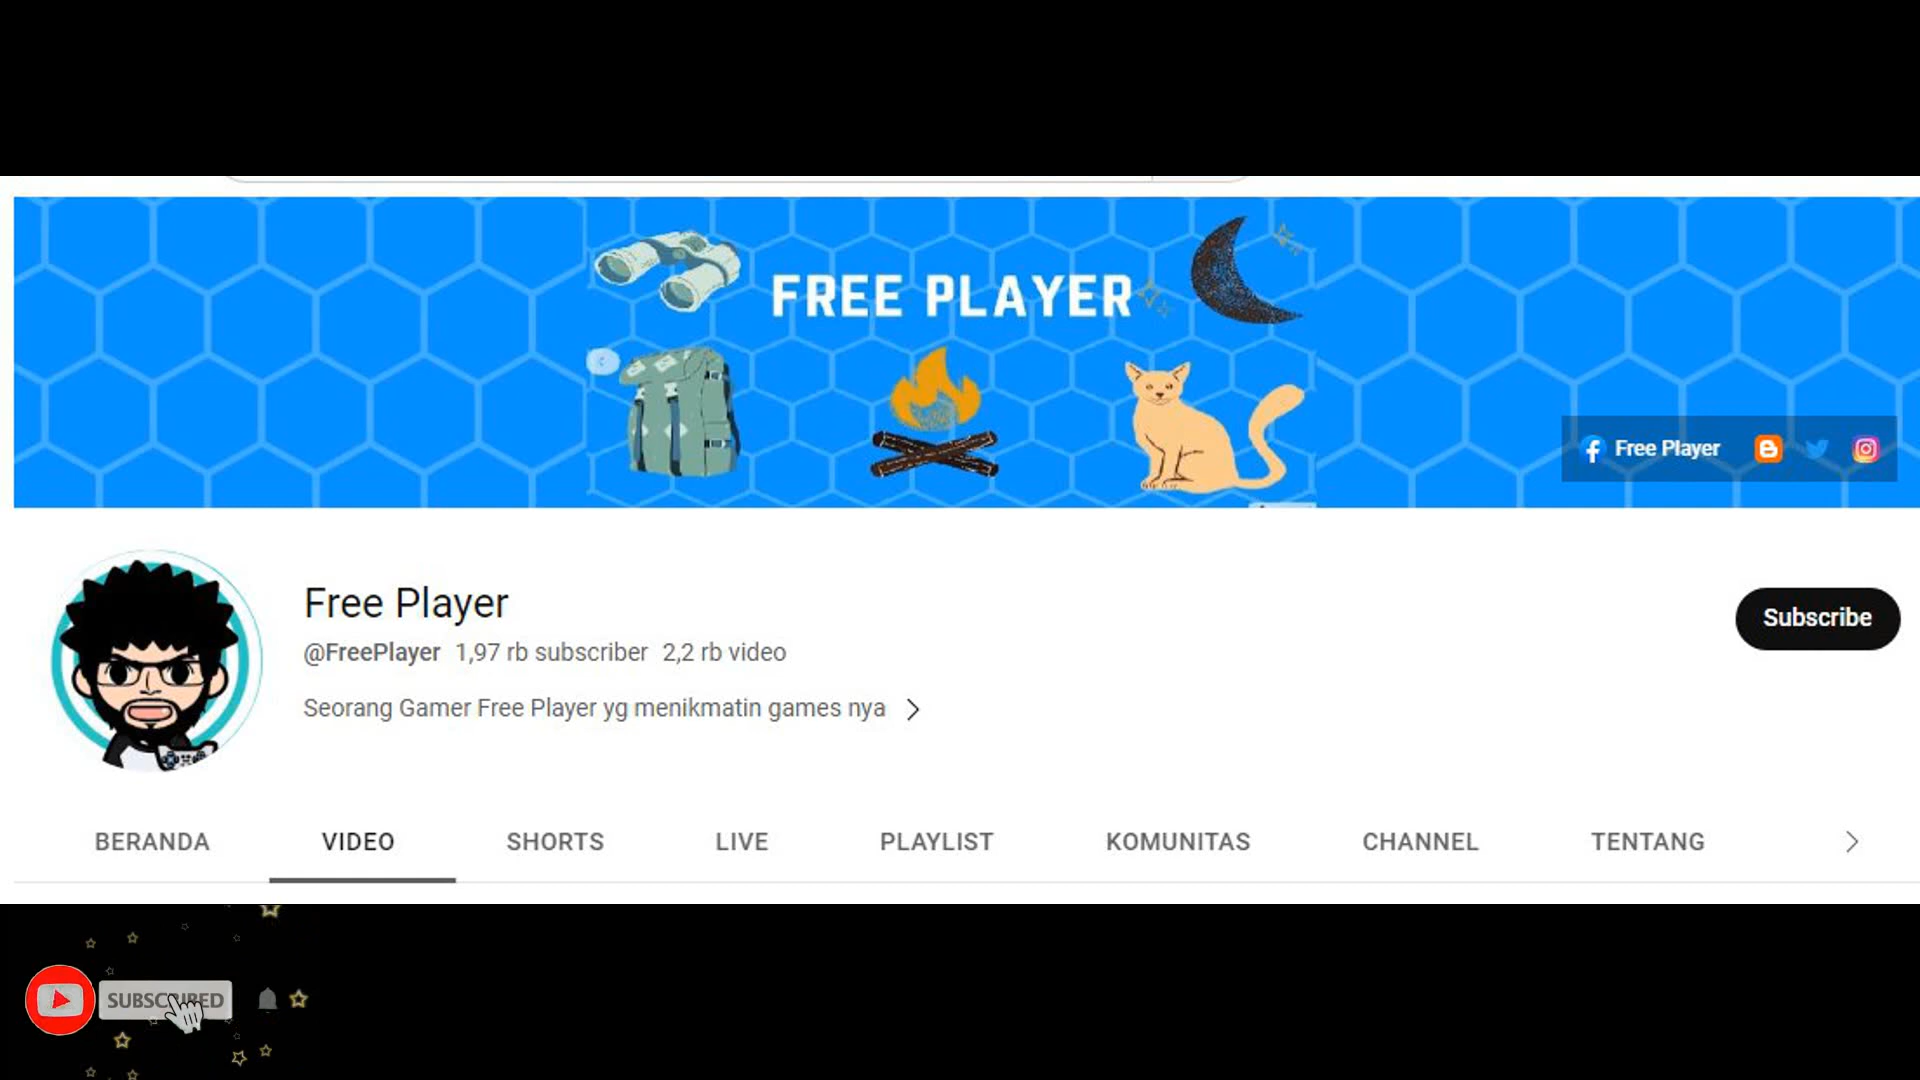 FREE PLAYER
Free Player
Free Player
Subscribe
@FreePlayer 1,97 rb subscriber 2,2 rb video
Seorang Gamer Free Player yg menikmatin games nya
BERANDA VIDEO SHORTS LIVE PLAYLIST KOMUNITAS CHANNEL TENTANG
SUBSCRIBED